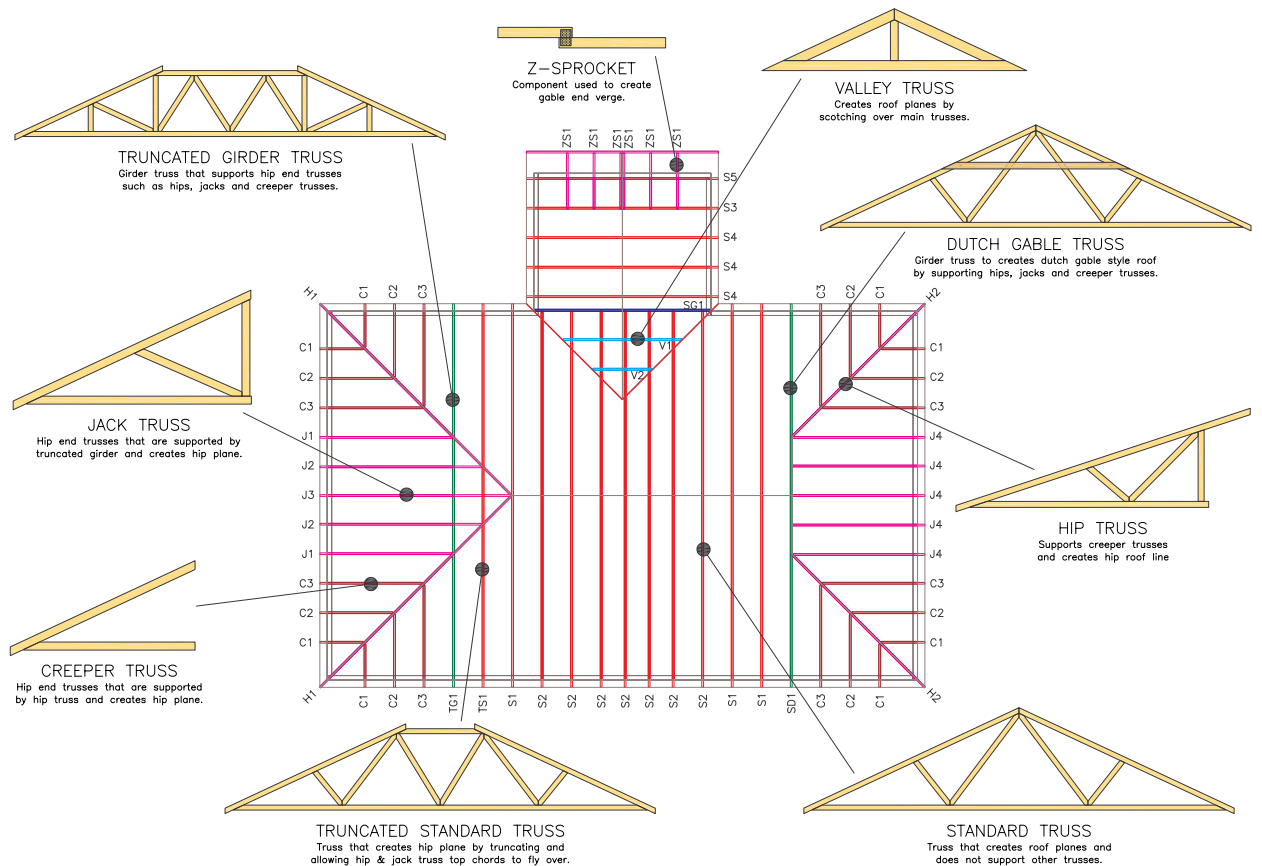 Z-SPROCKET
Component used to create
gable end verge.
VALLEY TRUSS
Creates roof planes by
scotching over main trusses.
TRUNCATED GIRDER TRUSS
Girder truss that supports hip end trusses
such as hips, jacks and creeper trusses.
DUTCH GABLE TRUSS
Girder truss to creates dutch gable style roof
by supporting hips, jacks and creeper trusses.
JACK TRUSS
Hip end trusses that are supported by
truncated girder and creates hip plane.
HIP TRUSS
Supports creeper trusses
and creates hip roof line
CREEPER TRUSS
Hip end trusses that are supported
by hip truss and creates hip plane.
TRUNCATED STANDARD TRUSS
Truss that creates hip plane by truncating and
allowing hip & jack truss top chords to fly over.
STANDARD TRUSS
Truss that creates roof planes and
does not support other trusses.
ZS1 ZS1 ZS1 ZS1 ZS1 ZS1
S5
S3
S4
S4
S4
SG1
V1
V2
H1 C1 C2 C3
C3 C2 C1 H2
C1
C2
C3
J1
J2
J3
J2
J1
C3
C2
C1
C1
C2
C3
J4
J4
J4
J4
J4
C3
C2
C1
H1 C1 C2 C3 TG1 TS1 S1 S2 S2 S2 S2 S2 S2 S2 S1 S1 SD1 C3 C2 C1 H2